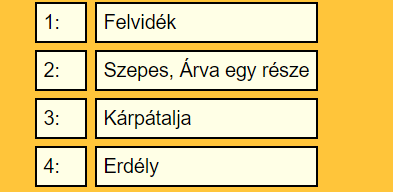 1: Felvidék
2: Szepes, Árva egy része
3: Kárpátalja
4: Erdély